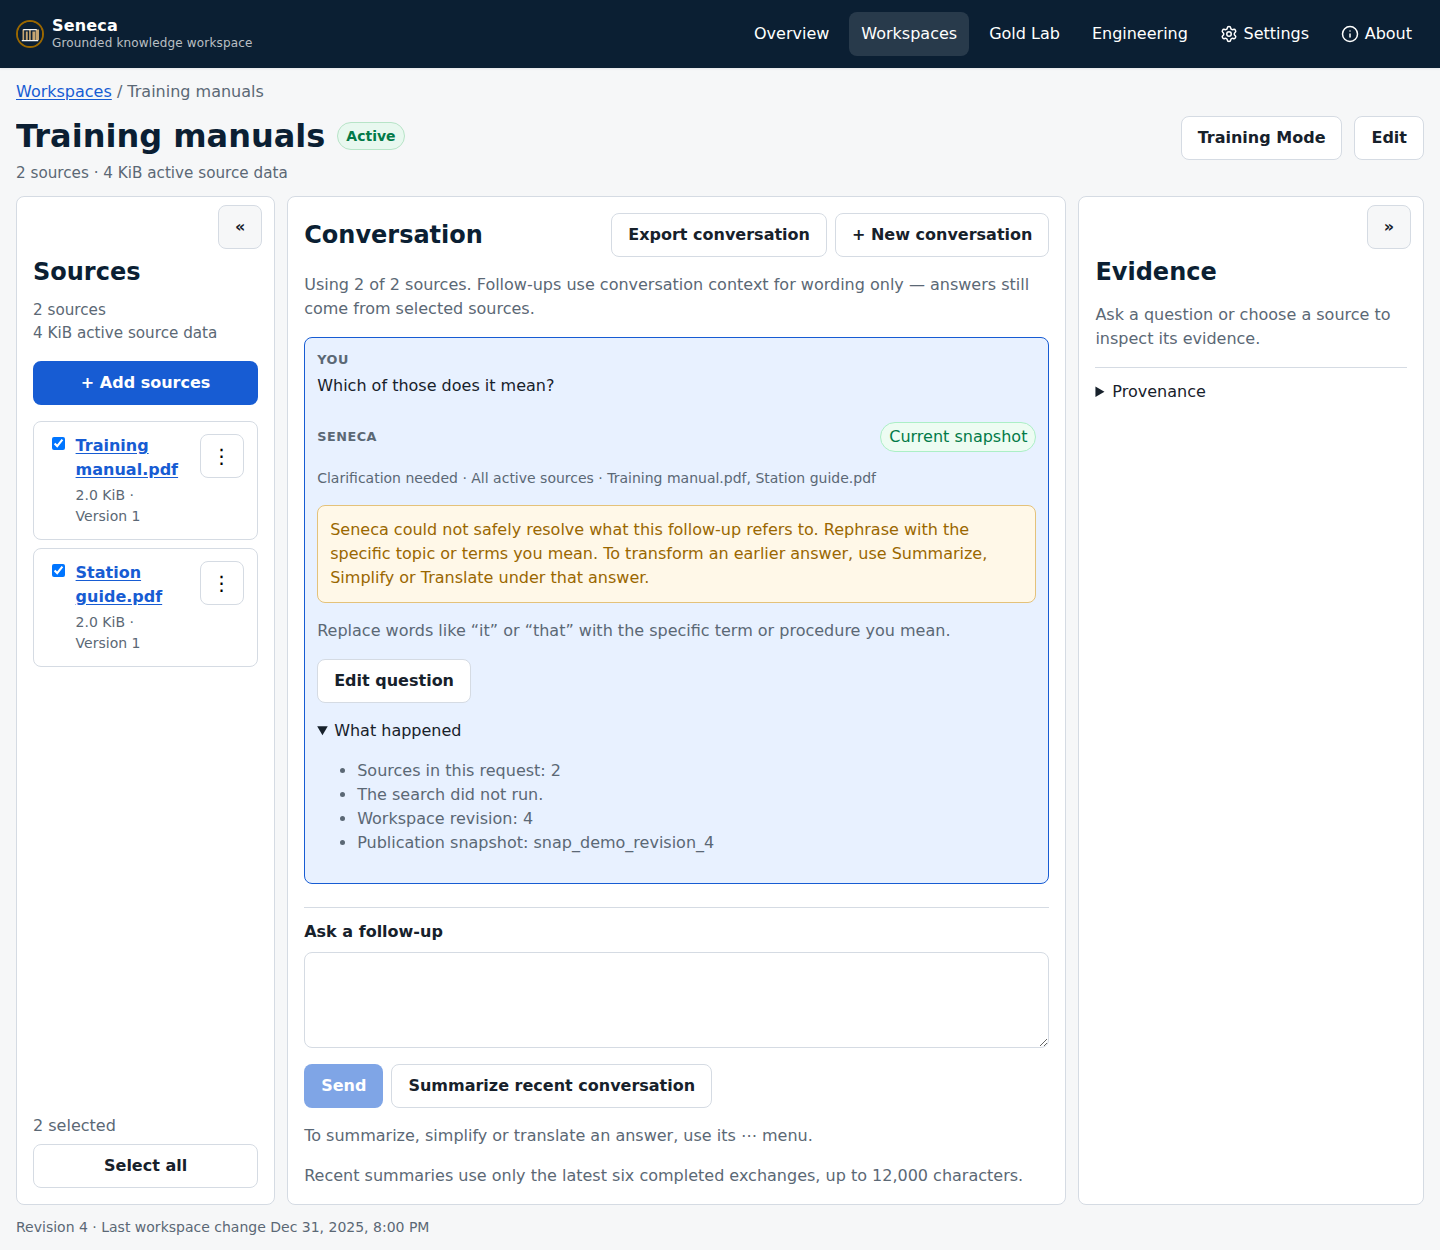 Seneca
Grounded knowledge workspace
Overview
Workspaces
Gold Lab
Engineering
Settings
About
Workspaces / Training manuals
Training manuals
Active
Training Mode
Edit
2 sources · 4 KiB active source data
«
Sources
2 sources
4 KiB active source data
+ Add sources
Training
manual.pdf
2.0 KiB ·
Version 1
⋮
Station
guide.pdf
2.0 KiB ·
Version 1
⋮
2 selected
Select all
Conversation
Export conversation
+ New conversation
Using 2 of 2 sources. Follow-ups use conversation context for wording only — answers still
come from selected sources.
YOU
Which of those does it mean?
SENECA
Current snapshot
Clarification needed · All active sources · Training manual.pdf, Station guide.pdf
Seneca could not safely resolve what this follow-up refers to. Rephrase with the
specific topic or terms you mean. To transform an earlier answer, use Summarize,
Simplify or Translate under that answer.
Replace words like “it” or “that” with the specific term or procedure you mean.
Edit question
▼ What happened
• Sources in this request: 2
• The search did not run.
• Workspace revision: 4
• Publication snapshot: snap_demo_revision_4
Ask a follow-up
Send
Summarize recent conversation
To summarize, simplify or translate an answer, use its ··· menu.
Recent summaries use only the latest six completed exchanges, up to 12,000 characters.
»
Evidence
Ask a question or choose a source to
inspect its evidence.
▶ Provenance
Revision 4 · Last workspace change Dec 31, 2025, 8:00 PM